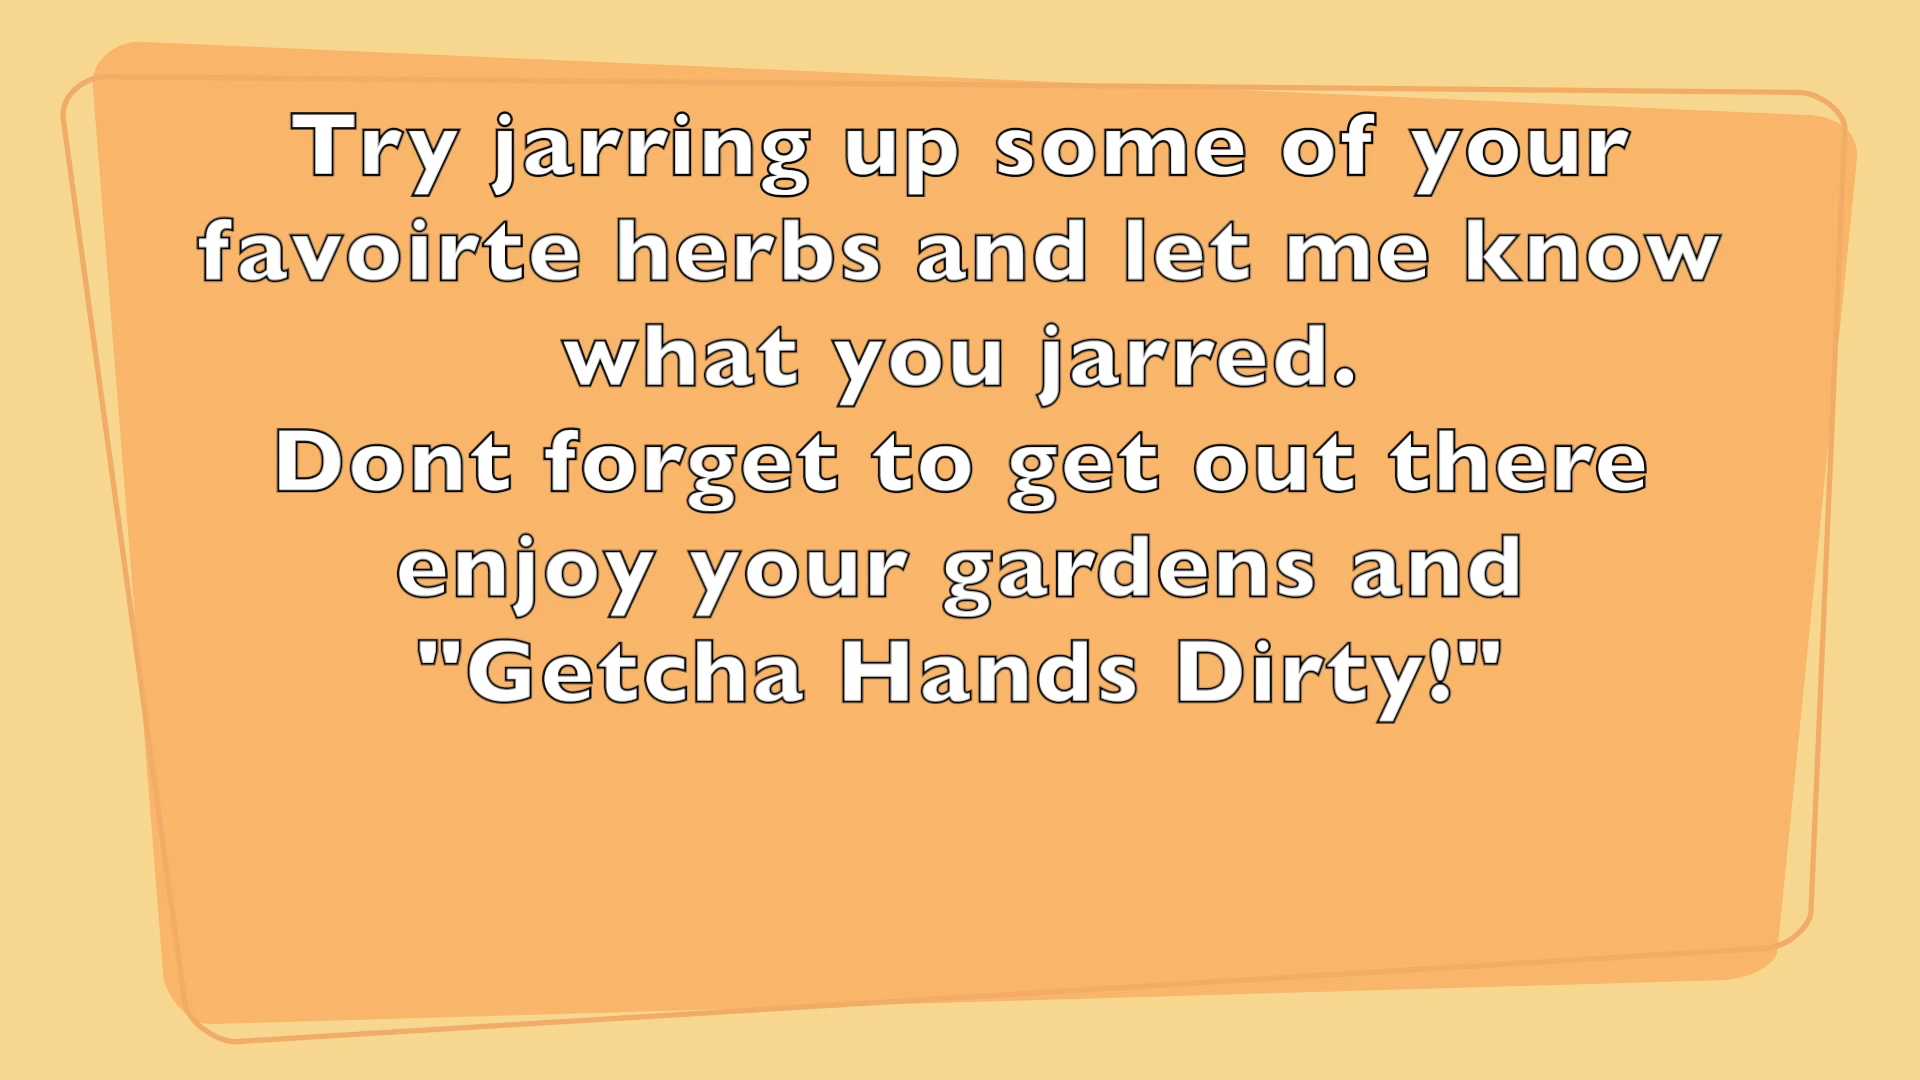 Try jarring up some of your
favoirte herbs and let me know
what you jarred.
Dont forget to get out there
enjoy your gardens and
"Getcha Hands Dirty!"